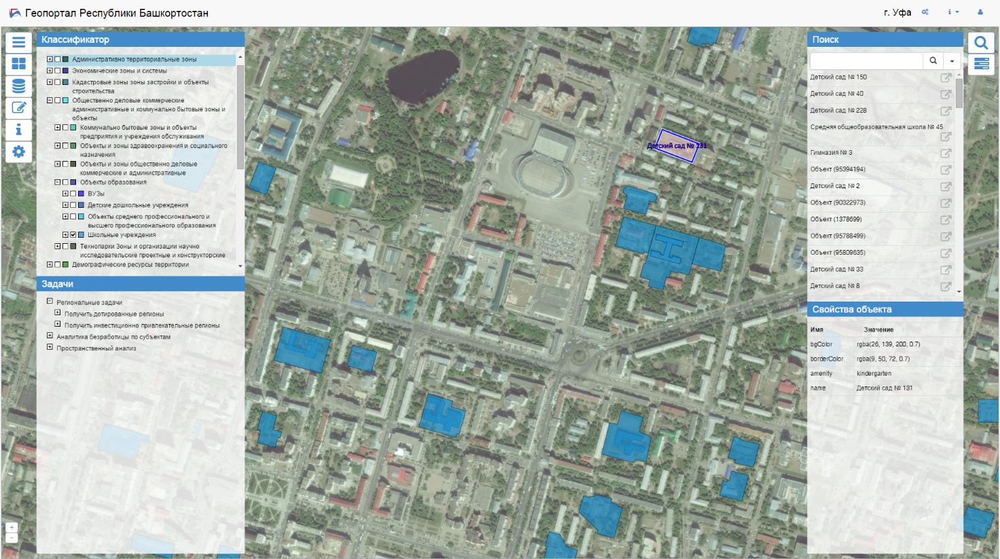 Геопортал Республики Башкортостан
г. Уфа
Классификатор
Административно территориальные зоны
Экономические зоны и системы
Кадастровые зоны зоны застройки и объекты
строительства
Общественно деловые коммерческие
административные и коммунально бытовые зоны и
объекты
Коммунально бытовые зоны и объекты
предприятия и учреждения обслуживания
Объекты и зоны здравоохранения и социального
назначения
Объекты и зоны общественно деловые
коммерческие и административные
Объекты образования
ВУЗы
Детские дошкольные учреждения
Объекты среднего профессионального и
высшего профессионального образования
Школьные учреждения
Технопарки Зоны и организации научно
исследовательские проектные и конструкторские
Демографические ресурсы территории
Задачи
Региональные задачи
Получить дотированные регионы
Получить инвестиционно привлекательные регионы
Аналитика безработицы по субъектам
Пространственный анализ
Детский сад № 131
Поиск
Детский сад № 150
Детский сад № 40
Детский сад № 228
Средняя общеобразовательная школа № 45
Гимназия № 3
Объект (95394194)
Детский сад № 2
Объект (90322973)
Объект (1378699)
Объект (95788499)
Объект (95809635)
Детский сад № 33
Детский сад № 8
Свойства объекта
Имя Значение
bgColor rgba(26, 139, 200, 0.7)
borderColor rgba(9, 50, 72, 0.7)
amenity kindergarten
name Детский сад № 131